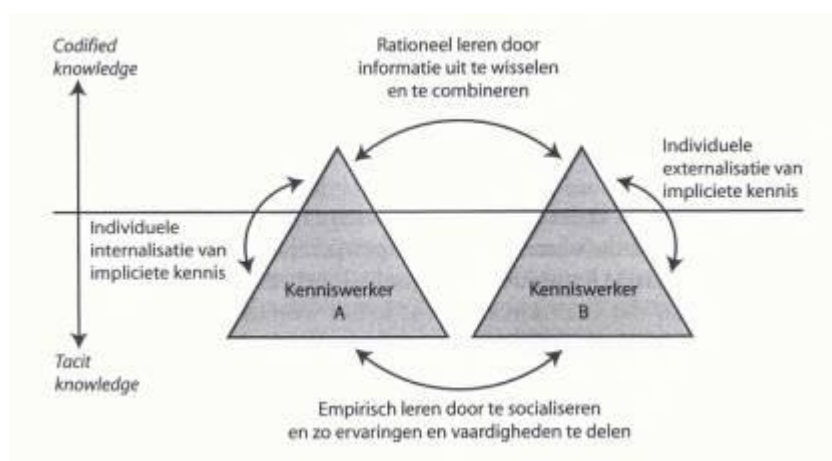 Codified
knowledge
Rationeel leren door
informatie uit te wisselen
en te combineren
Individuele
externalisatie van
impliciete kennis
Individuele
internalisatie van
impliciete kennis
Kenniswerker
A
Kenniswerker
B
Tacit
knowledge
Empirisch leren door te socialiseren
en zo ervaringen en vaardigheden te delen